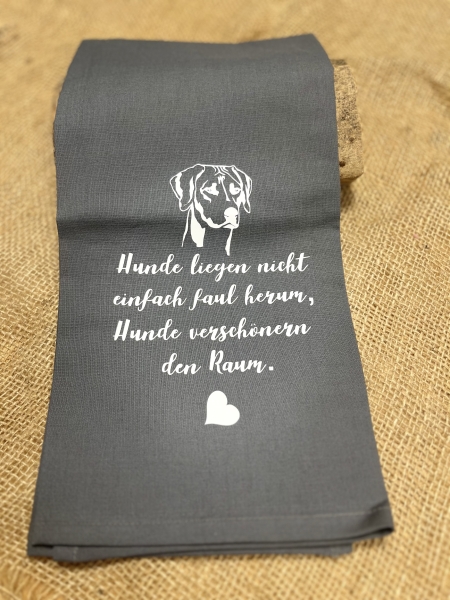 Hunde liegen nicht
einfach faul herum,
Hunde verschönern
den Raum.